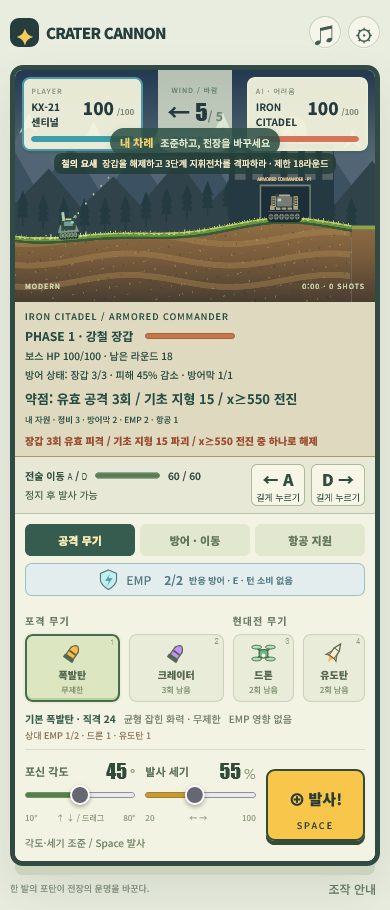 CRATER CANNON
PLAYER
KX-21 센티널
100 /100
WIND / 바람
← 5 / 5
AI · 어려움
IRON CITADEL
100 /100
내 차례 조준하고, 전장을 바꾸세요
철의 요새 장갑을 해제하고 3단계 지휘전차를 격파하라 · 제한 18라운드
ARMORED COMMANDER · P1
MODERN
0:00 · 0 SHOTS
IRON CITADEL / ARMORED COMMANDER
PHASE 1 · 강철 장갑
보스 HP 100/100 · 남은 라운드 18
방어 상태: 장갑 3/3 · 피해 45% 감소 · 방어막 1/1
약점: 유효 공격 3회 / 기초 지형 15 / x≥550 전진
내 자원 · 정비 3 · 방어막 2 · EMP 2 · 항공 1
장갑 3회 유효 피격 / 기초 지형 15 파괴 / x≥550 전진 중 하나로 해제
전술 이동 A / D 60 / 60
정지 후 발사 가능
← A
길게 누르기
D →
길게 누르기
공격 무기
방어 · 이동
항공 지원
EMP 2/2 반응 방어 · E · 턴 소비 없음
포격 무기
현대전 무기
1
폭발탄
무제한
2
크레이터
3회 남음
3
드론
2회 남음
4
유도탄
2회 남음
기본 폭발탄 · 직격 24 균형 잡힌 화력 · 무제한 EMP 영향 없음
상대 EMP 1/2 · 드론 1 · 유도탄 1
포신 각도 45 °
발사 세기 55 %
10° ↑ ↓ / 드래그 80°
20 ← → 100
각도·세기 조준 / Space 발사
발사!
SPACE
한 발의 포탄이 전장의 운명을 바꾼다.
조작 안내